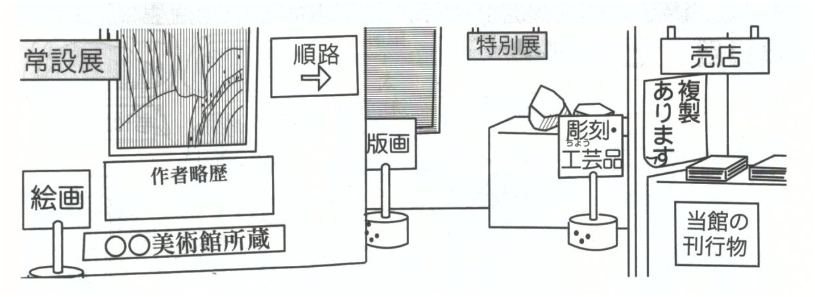 常設展
順路
作者略歴
絵画
○○美術館所蔵
版画
特別展
彫刻・
ちょう
工芸品
売店
複製
あります
当館の
刊行物